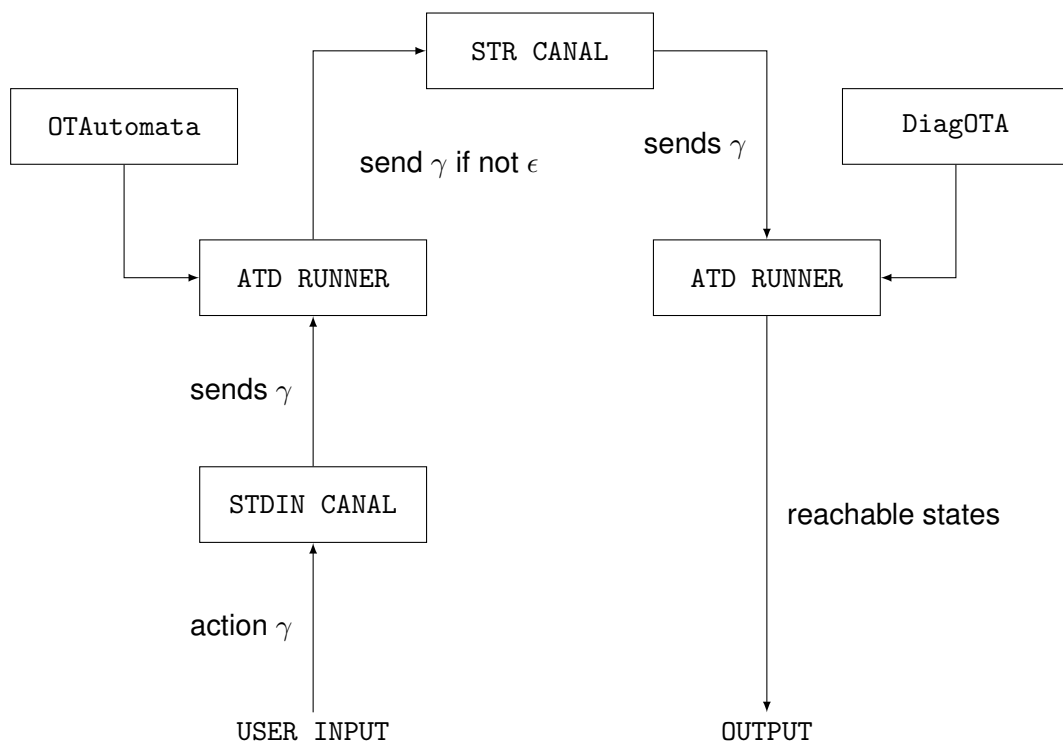 STR CANAL
OTAutomata
DiagOTA
sends γ
send γ if not ϵ
ATD RUNNER
ATD RUNNER
sends γ
STDIN CANAL
reachable states
action γ
USER INPUT
OUTPUT